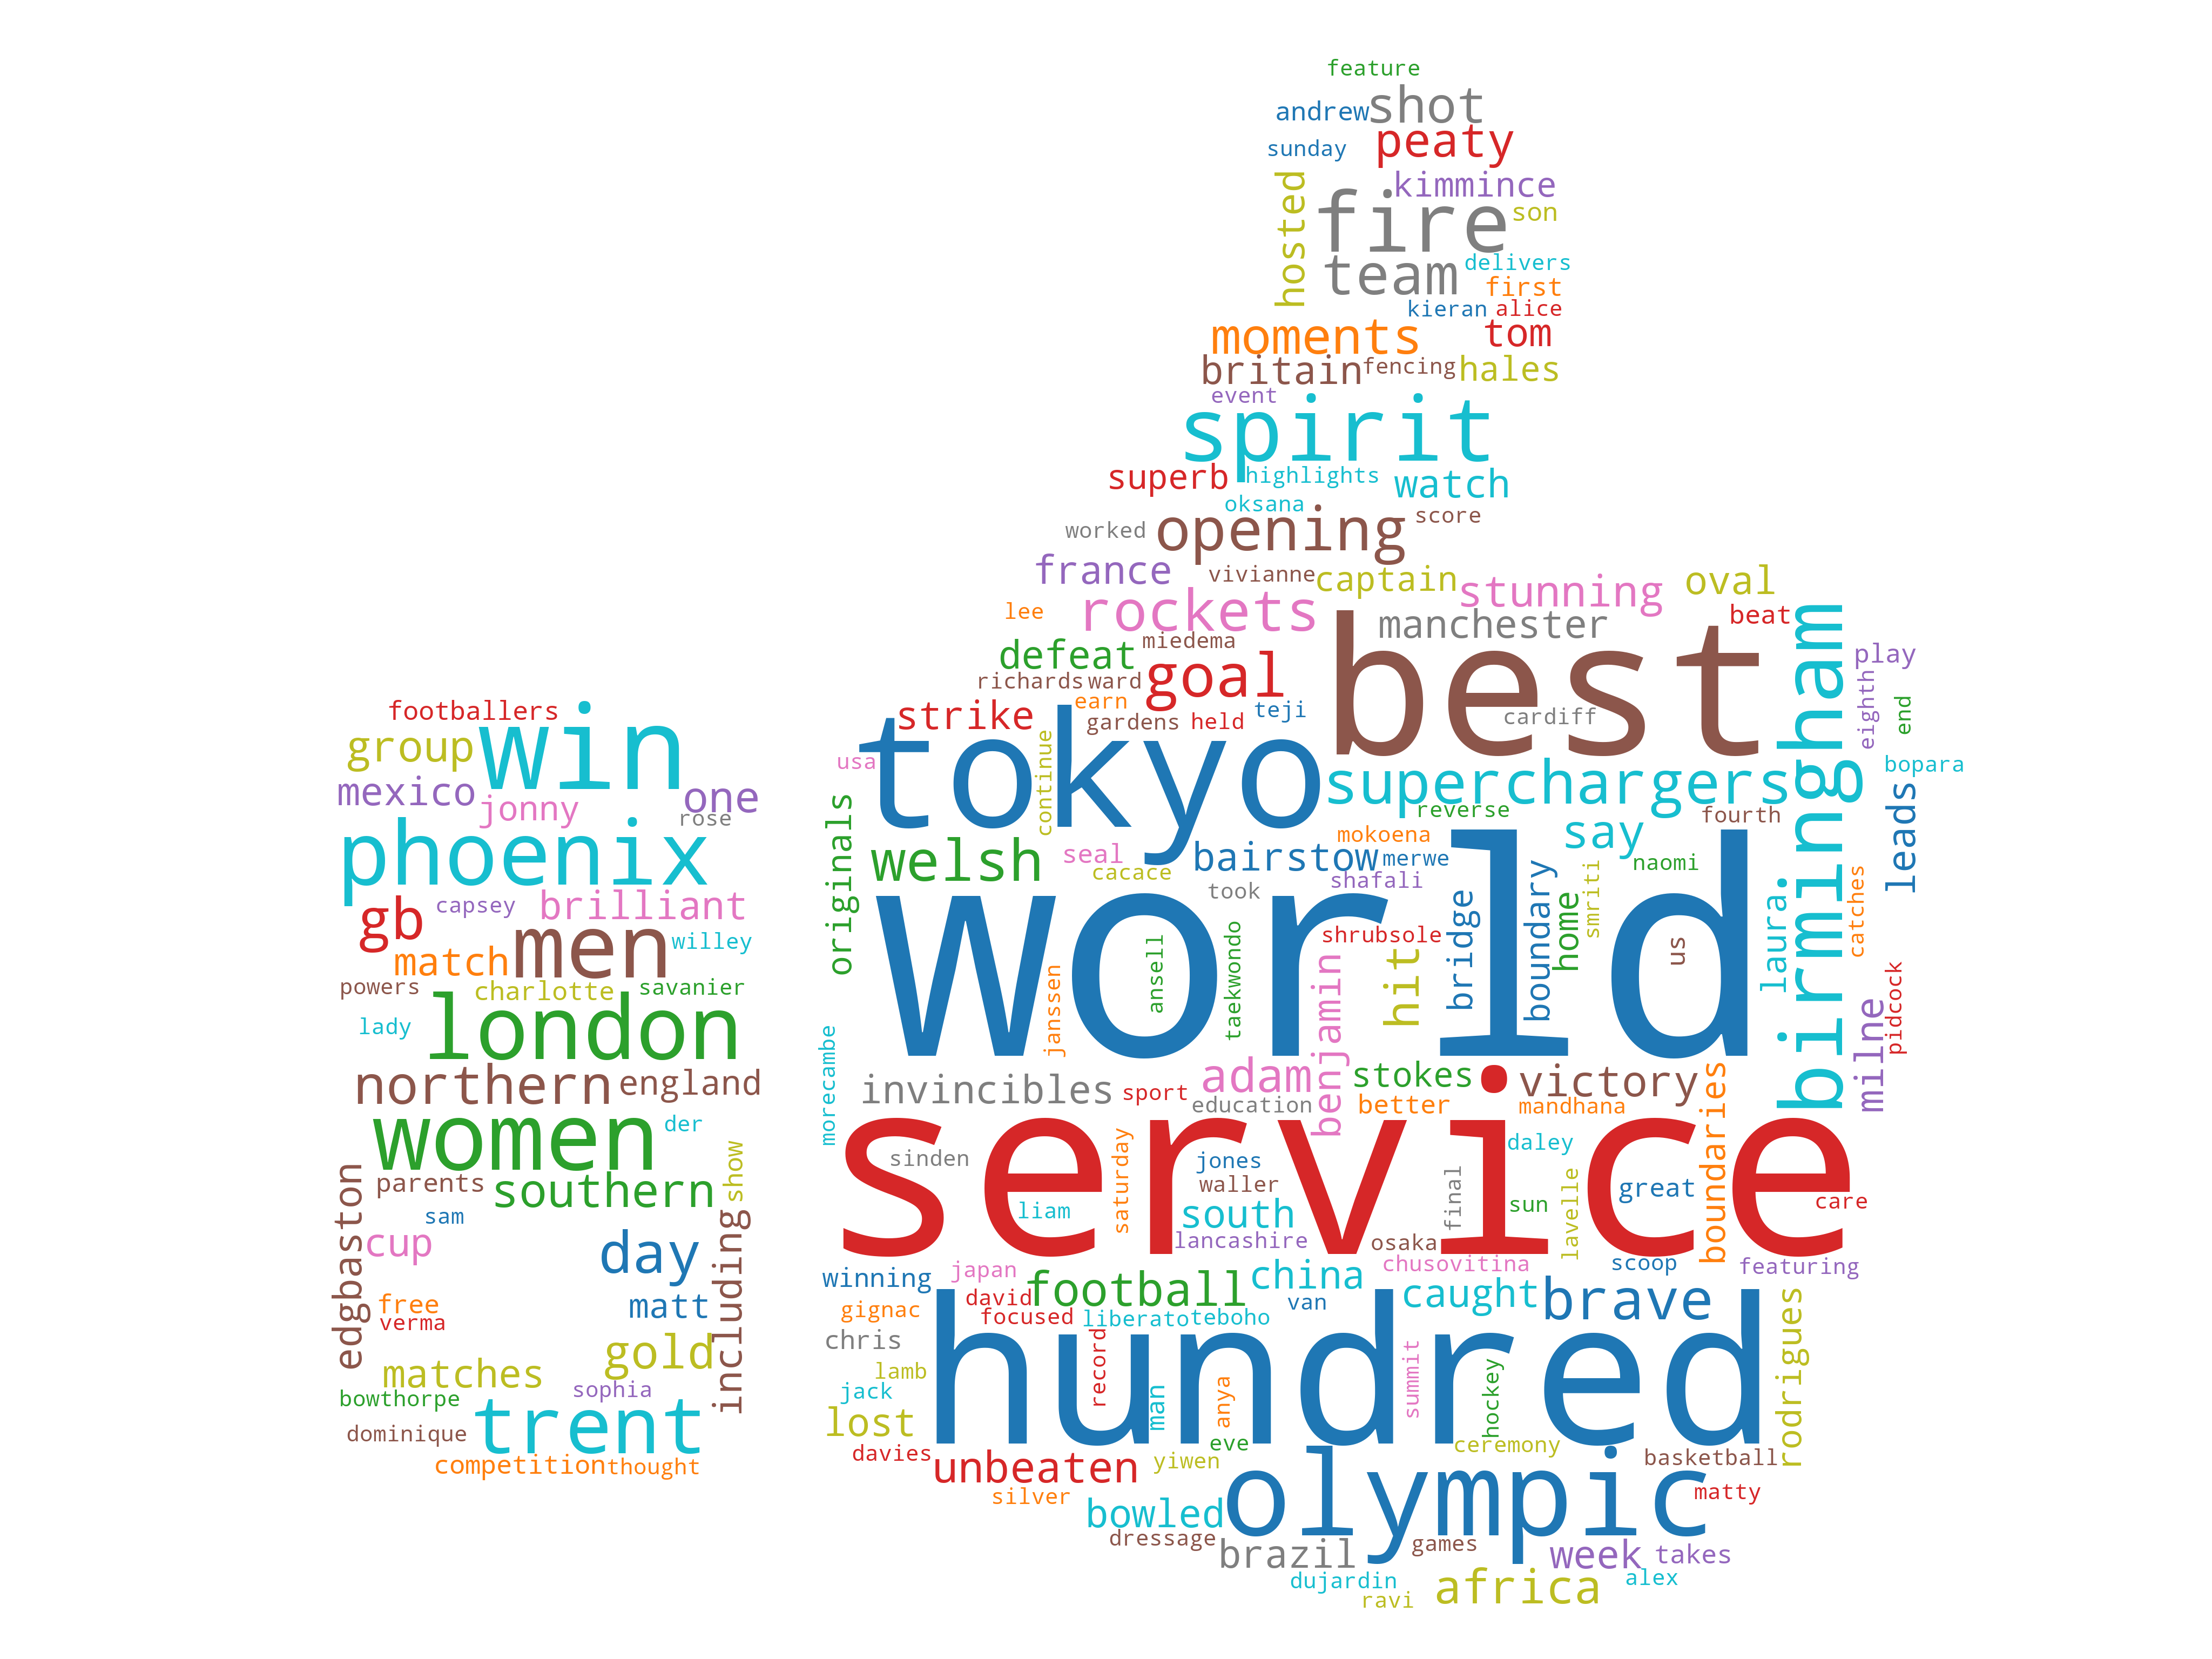 feature
andrew
shot
sunday
peaty
hosted
kimmince
fire
son
team
delivers
first
kieran
alice
moments
tom
britain
fencing
hales
event
spirit
superb
highlights
watch
oksana
worked
opening
score
france
vivianne
captain
stunning
oval
lee
rockets
manchester
beat
defeat
miedema
best
birmingham
play
richards
ward
goal
eighth
end
earn
teji
strike
gardens
held
cardiff
usa
tokyo
continue
superchargers
bopara
originals
reverse
fourth
leads
welsh
seal
bairstow
mokoena
merwe
say
naomi
cacace
shafali
took
world
shrubsole
bridge
boundary
home
smriti
us
laura.
catches
janssen
ansell
taekwondo
benjamin
hit
pidcock
milne
morecambe
invincibles
sport
adam
education
stokes
better
victory
mandhana
boundaries
service
sinden
saturday
jones
waller
daley
liam
south
final
sun
lavelle
great
care
lancashire
osaka
chusovitina
scoop
featuring
winning
japan
football
china
caught
brave
rodrigues
gignac
david
focused
liberato
teboho
van
chris
hundred
record
summit
hockey
lamb
jack
man
anya
lost
davies
unbeaten
eve
yiwen
ceremony
basketball
silver
olympic
matty
bowled
dressage
brazil
games
week
takes
dujardin
africa
alex
ravi
footballers
group
win
mexico
jonny
one
rose
phoenix
gb
capsey
brilliant
match
men
willey
powers
charlotte
savanier
lady
london
northern
england
women
der
edgbaston
parents
southern
show
sam
cup
day
including
free
verma
matt
gold
matches
bowthorpe
sophia
dominique
trent
competition
thought